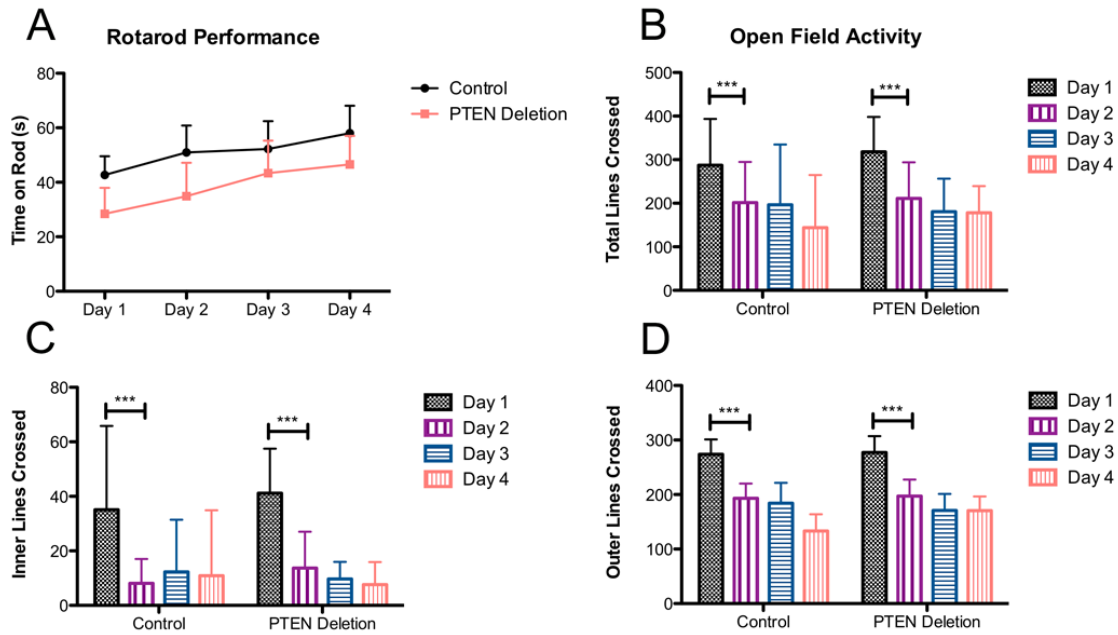 A
Rotarod Performance
Time on Rod (s)
80
60
40
20
0
Day 1 Day 2 Day 3 Day 4
Control
PTEN Deletion
B
Open Field Activity
Total Lines Crossed
500
400
300
200
100
0
***
***
Control PTEN Deletion
Day 1
Day 2
Day 3
Day 4
C
Inner Lines Crossed
80
60
40
20
0
***
***
Control PTEN Deletion
Day 1
Day 2
Day 3
Day 4
D
Outer Lines Crossed
400
300
200
100
0
***
***
Control PTEN Deletion
Day 1
Day 2
Day 3
Day 4